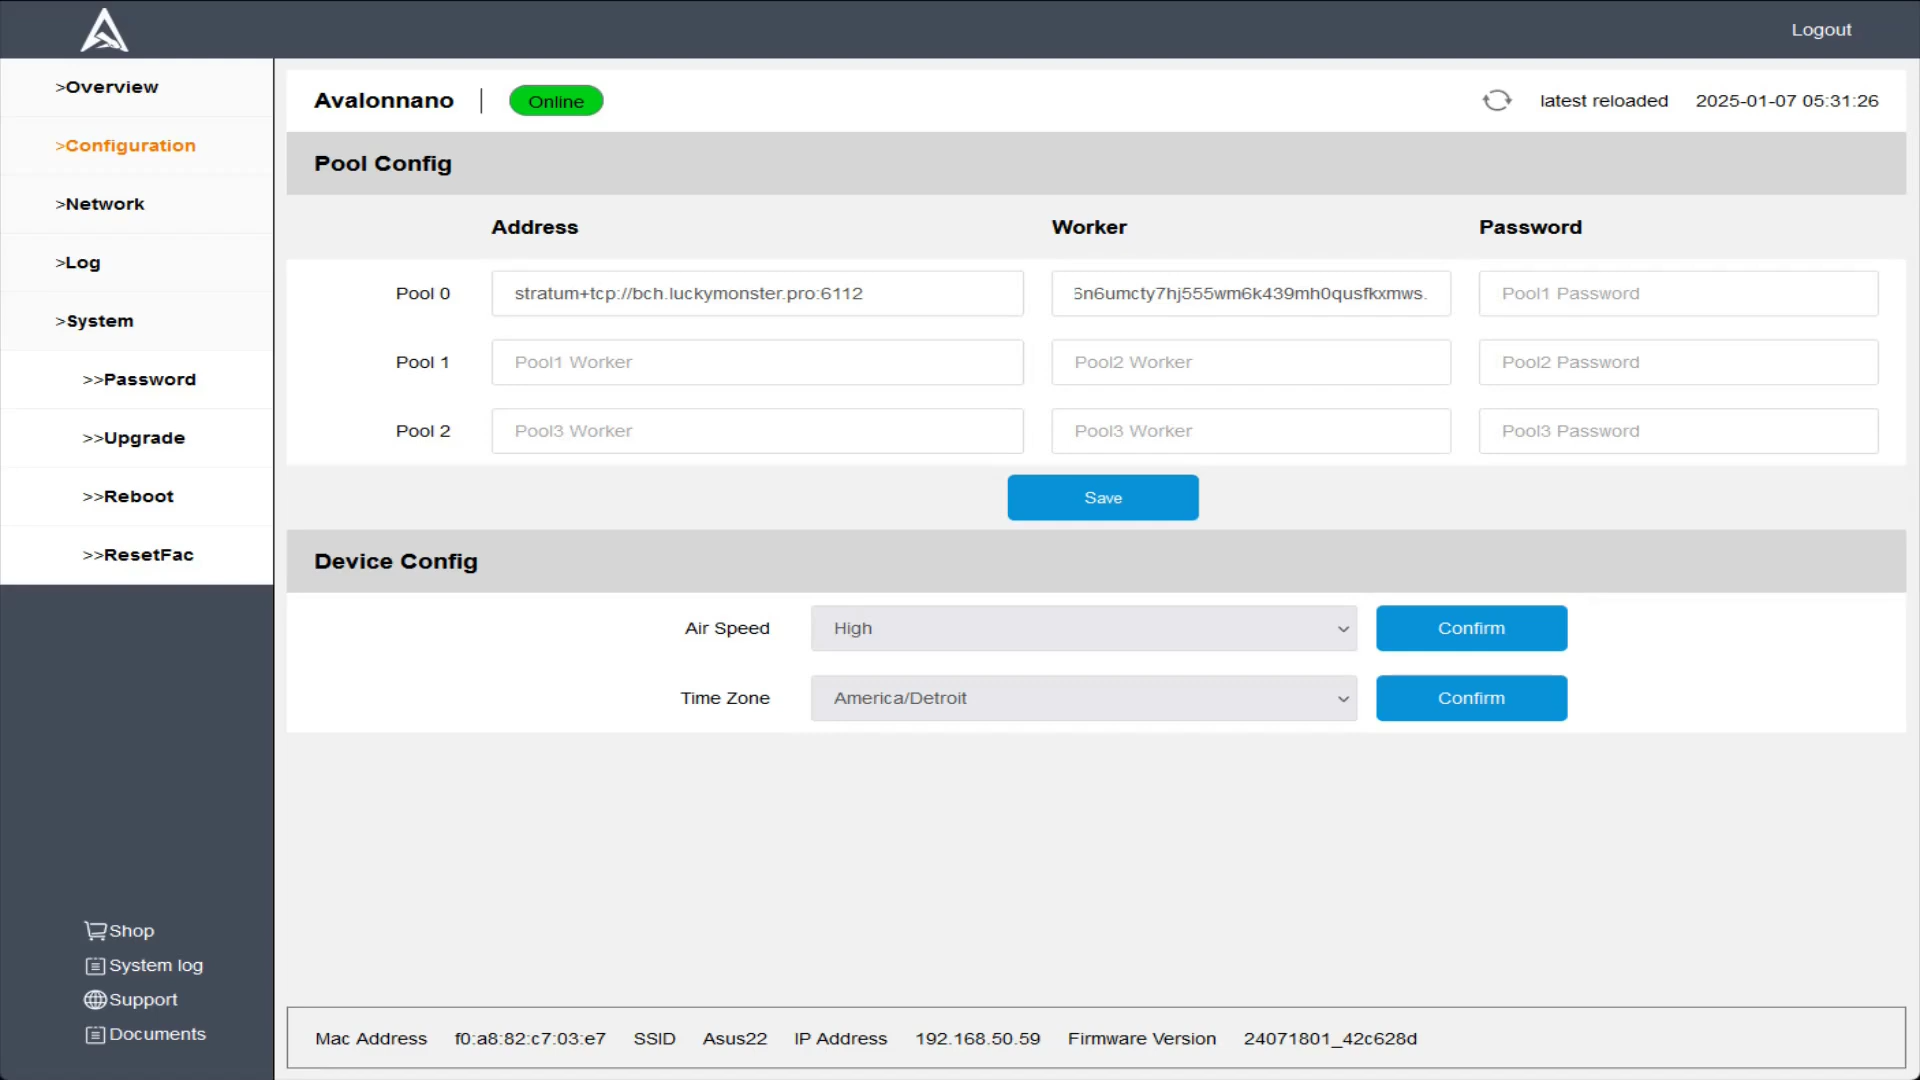 Logout
>Overview
>Configuration
>Network
>Log
>System
>>Password
>>Upgrade
>>Reboot
>>ResetFac
Shop
System log
Support
Documents
Avalonnano | Online latest reloaded 2025-01-07 05:31:26
Pool Config
Address Worker Password
Pool 0 stratum+tcp://bch.luckymonster.pro:6112 6n6umcty7hj555wm6k439mh0qusfkxmws. Pool1 Password
Pool 1 Pool1 Worker Pool2 Worker Pool2 Password
Pool 2 Pool3 Worker Pool3 Worker Pool3 Password
Save
Device Config
Air Speed High Confirm
Time Zone America/Detroit Confirm
Mac Address f0:a8:82:c7:03:e7 SSID Asus22 IP Address 192.168.50.59 Firmware Version 24071801_42c628d